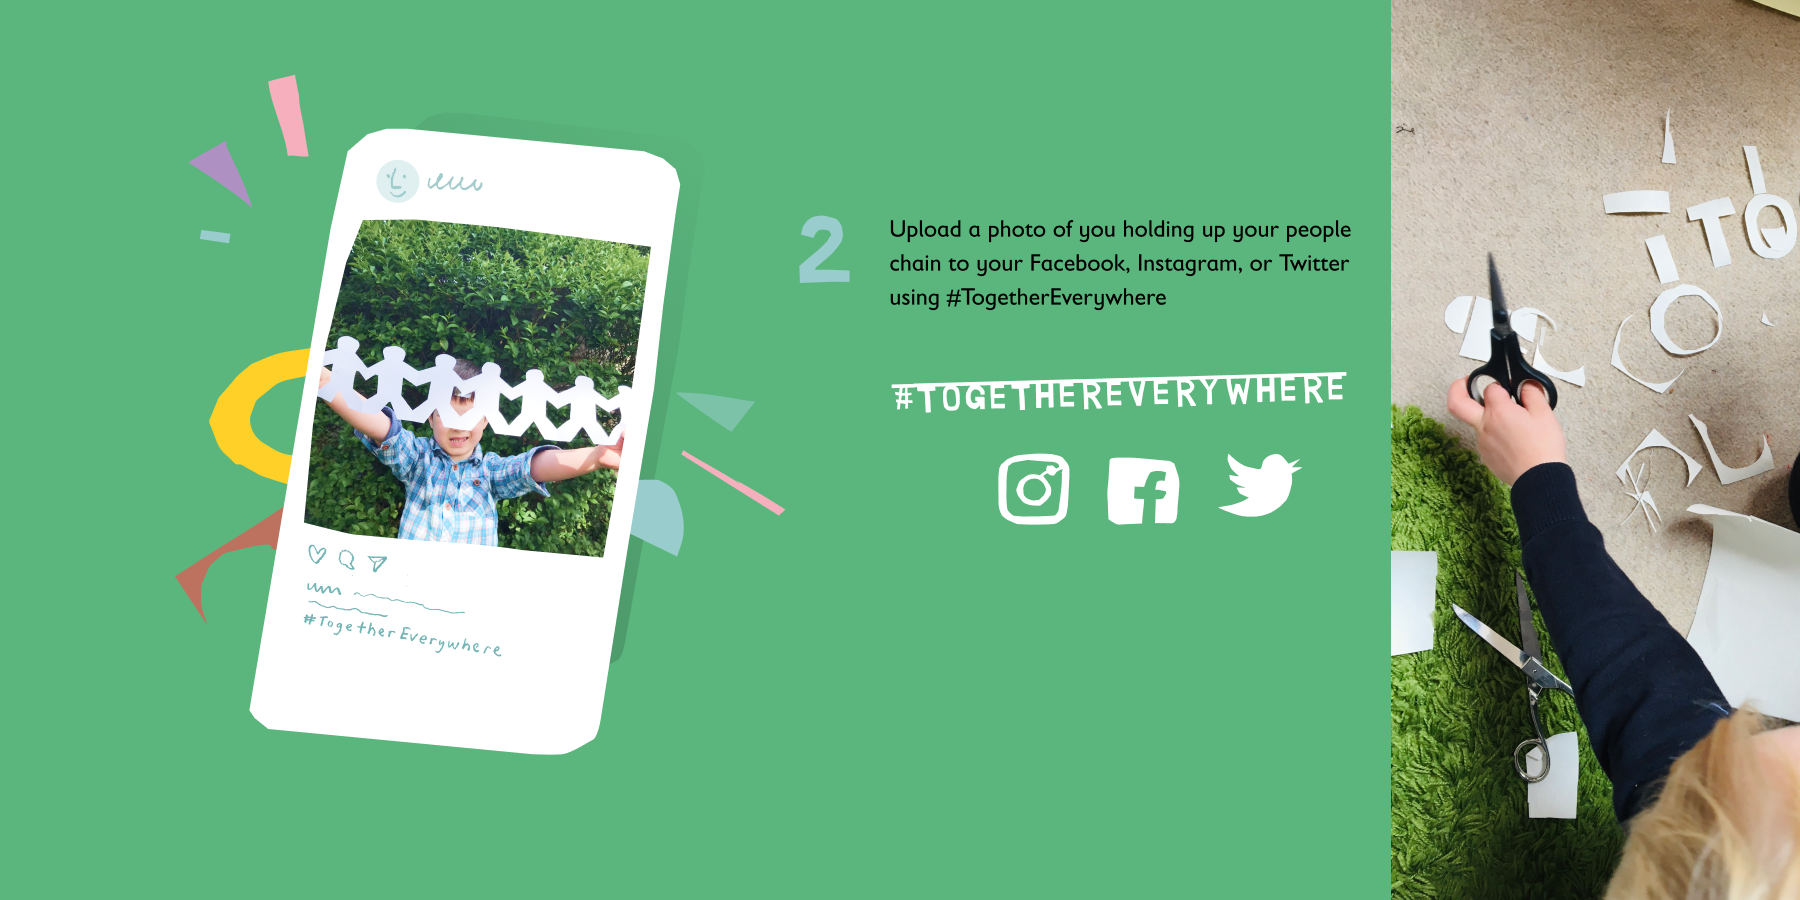 2
Upload a photo of you holding up your people
chain to your Facebook, Instagram, or Twitter
using #TogetherEverywhere
#TOGETHEREVERYWHERE
#TogetherEverywhere
TO